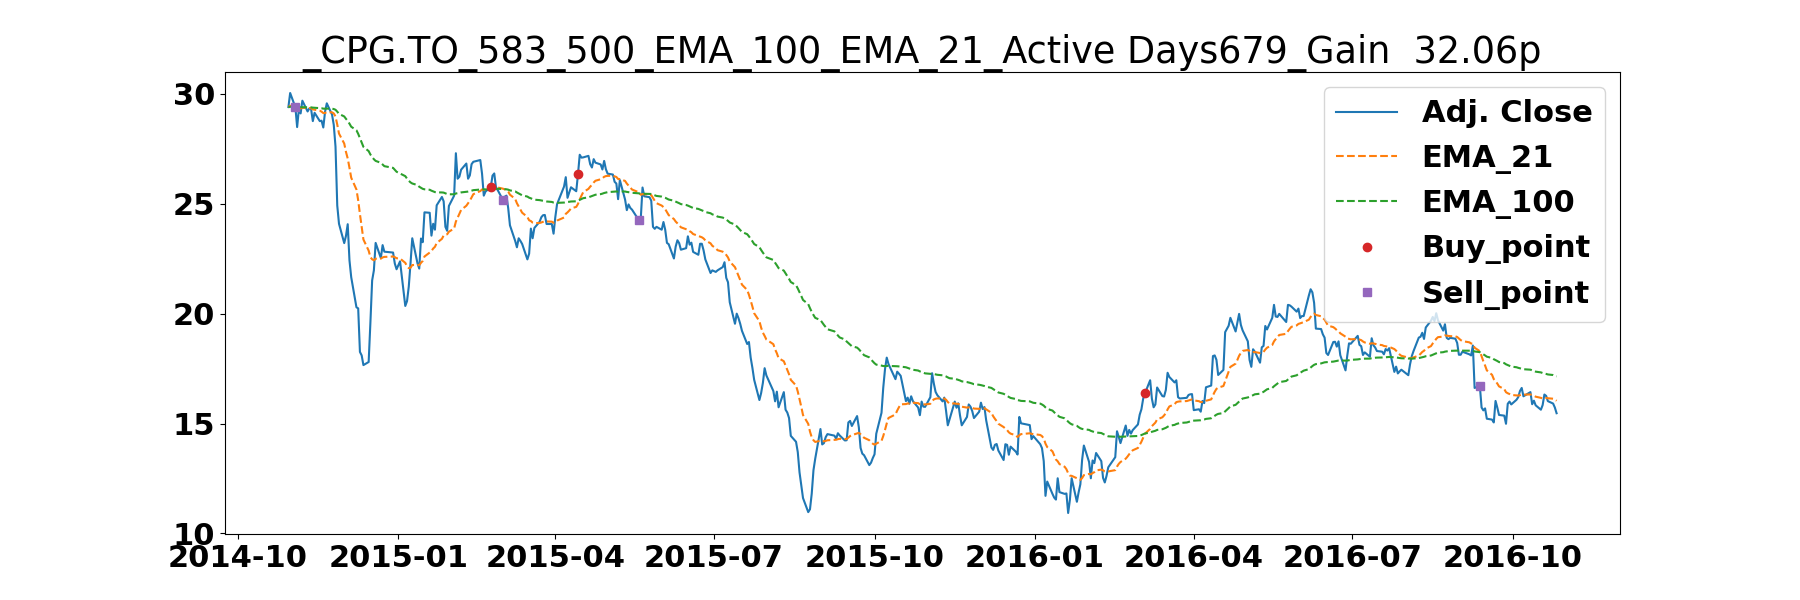 _CPG.TO_583_500_EMA_100_EMA_21_Active Days679_Gain  32.06p
30
25
20
15
10
Adj. Close
EMA_21
EMA_100
Buy_point
Sell_point
2014-10 2015-01 2015-04 2015-07 2015-10 2016-01 2016-04 2016-07 2016-10